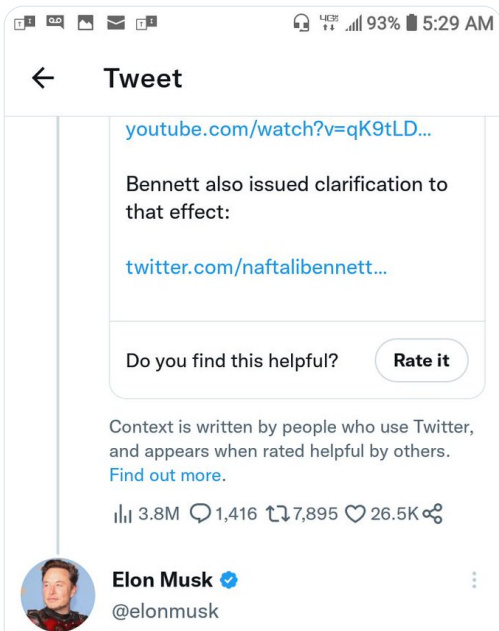 93% 5:29 AM
Tweet
youtube.com/watch?v=qK9tLD...
Bennett also issued clarification to
that effect:
twitter.com/naftalibennett...
Do you find this helpful? Rate it
Context is written by people who use Twitter,
and appears when rated helpful by others.
Find out more.
3.8M 1,416 7,895 26.5K
Elon Musk
@elonmusk